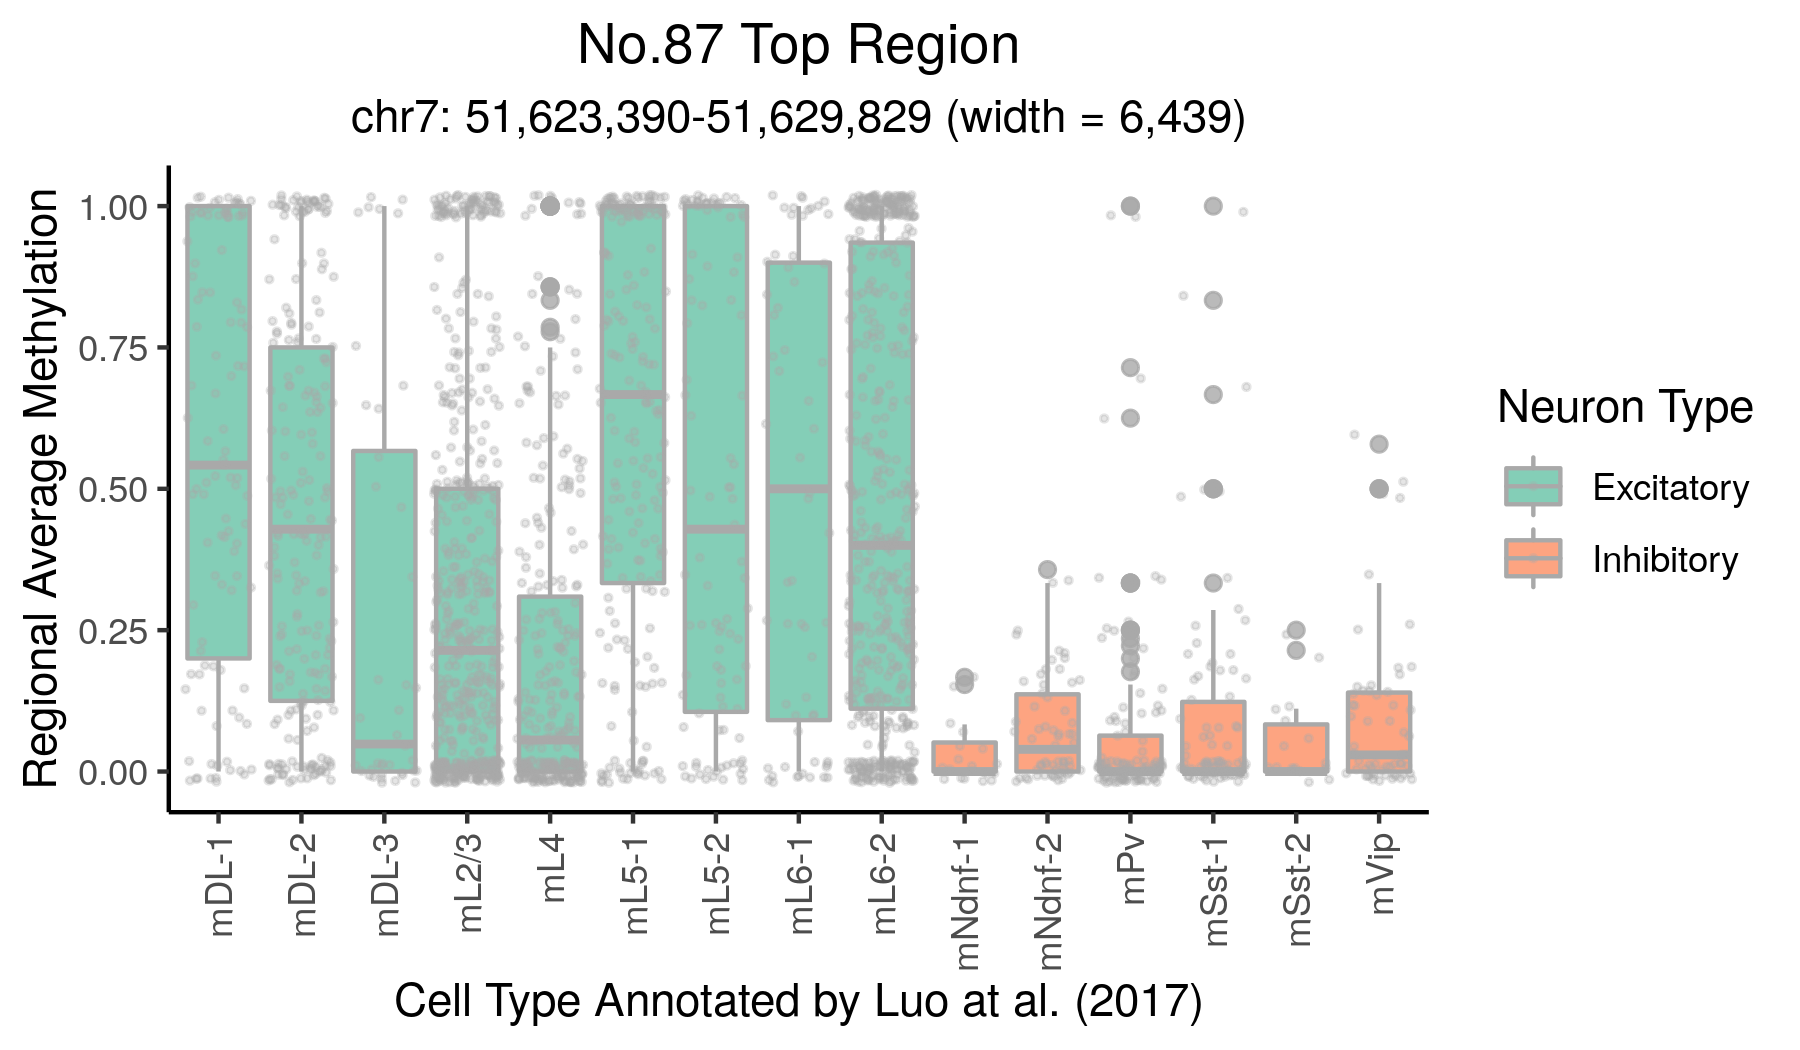 No.87 Top Region
chr7: 51,623,390-51,629,829 (width = 6,439)
Regional Average Methylation
1.00
0.75
0.50
0.25
0.00
mDL-1
mDL-2
mDL-3
mL2/3
mL4
mL5-1
mL5-2
mL6-1
mL6-2
mNdnf-1
mNdnf-2
mPv
mSst-1
mSst-2
mVip
Cell Type Annotated by Luo at al. (2017)
Neuron Type
Excitatory
Inhibitory